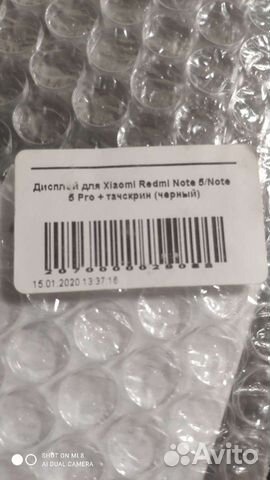 Дисплей для Xiaomi Redmi Note 5/Note
5 Pro + тачскрин (черный)
15.01.2020 13:37:16
SHOT ON MI 8
AI DUAL CAMERA
Avito